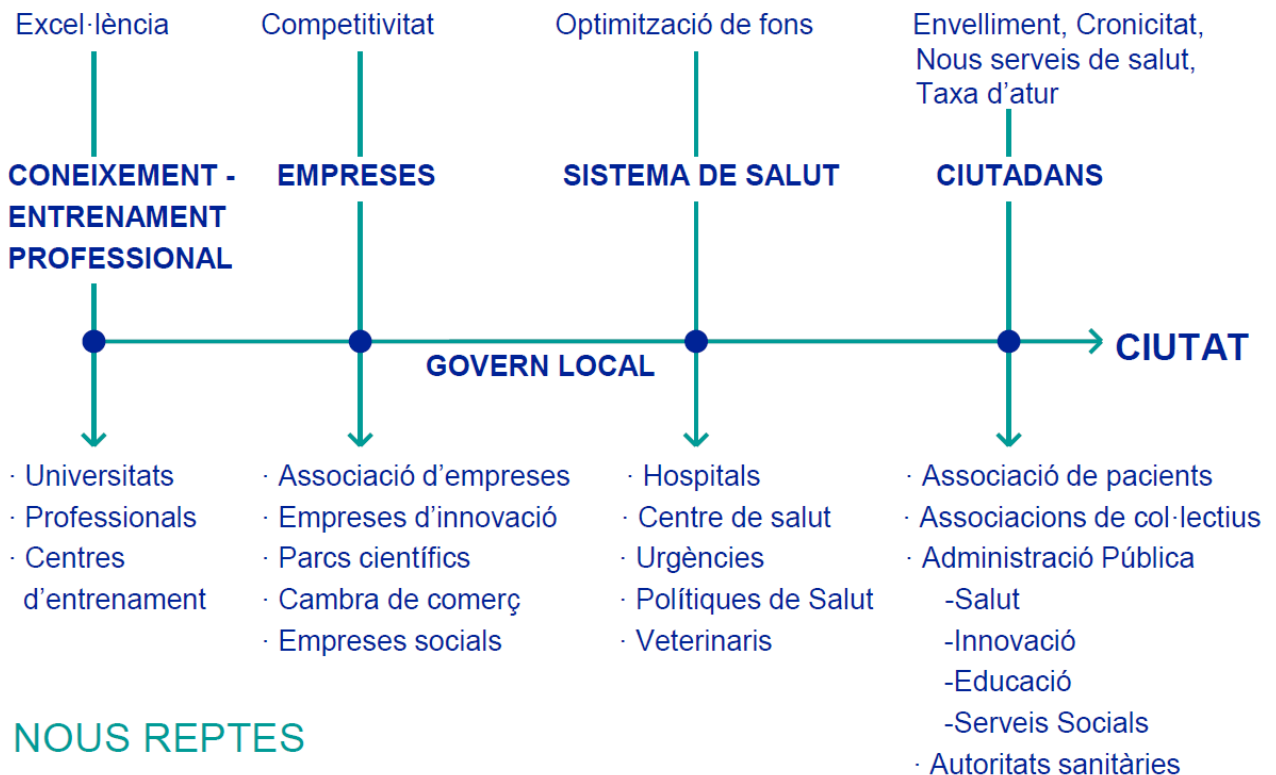 Excel·lència
Competitivitat
Optimització de fons
Envelliment, Cronicitat,
Nous serveis de salut,
Taxa d'atur
CONEIXEMENT -
ENTRENAMENT
PROFESSIONAL
EMPRESES
SISTEMA DE SALUT
CIUTADANS
GOVERN LOCAL
CIUTAT
· Universitats
· Professionals
· Centres
d'entrenament
· Associació d'empreses
· Empreses d'innovació
· Parcs científics
· Cambra de comerç
· Empreses socials
· Hospitals
· Centre de salut
· Urgències
· Polítiques de Salut
· Veterinaris
· Associació de pacients
· Associacions de col·lectius
· Administració Pública
-Salut
-Innovació
-Educació
-Serveis Socials
· Autoritats sanitàries
NOUS REPTES